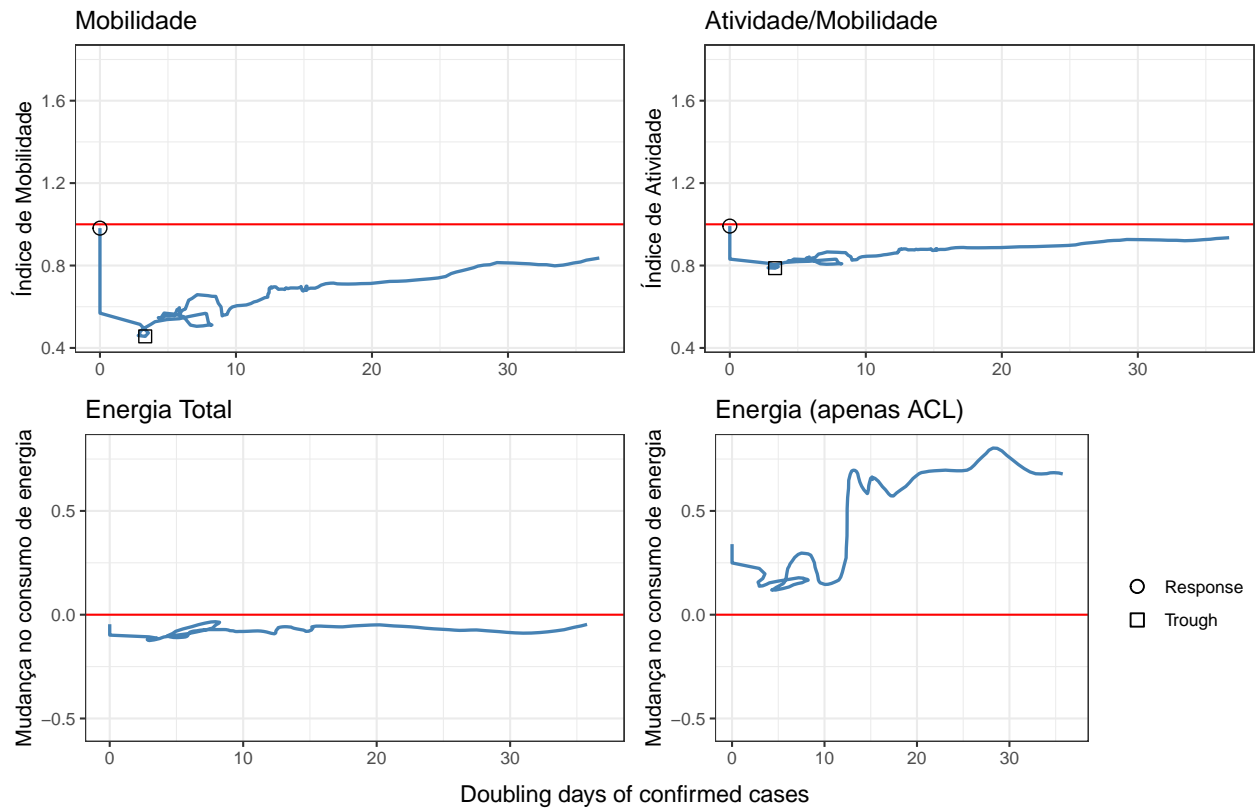 Mobilidade
Índice de Mobilidade
1.6
1.2
0.8
0.4
0 10 20 30
Atividade/Mobilidade
Índice de Atividade
1.6
1.2
0.8
0.4
0 10 20 30
Energia Total
Mudança no consumo de energia
0.5
0.0
−0.5
0 10 20 30
Energia (apenas ACL)
Mudança no consumo de energia
0.5
0.0
−0.5
0 10 20 30
Response
Trough
Doubling days of confirmed cases